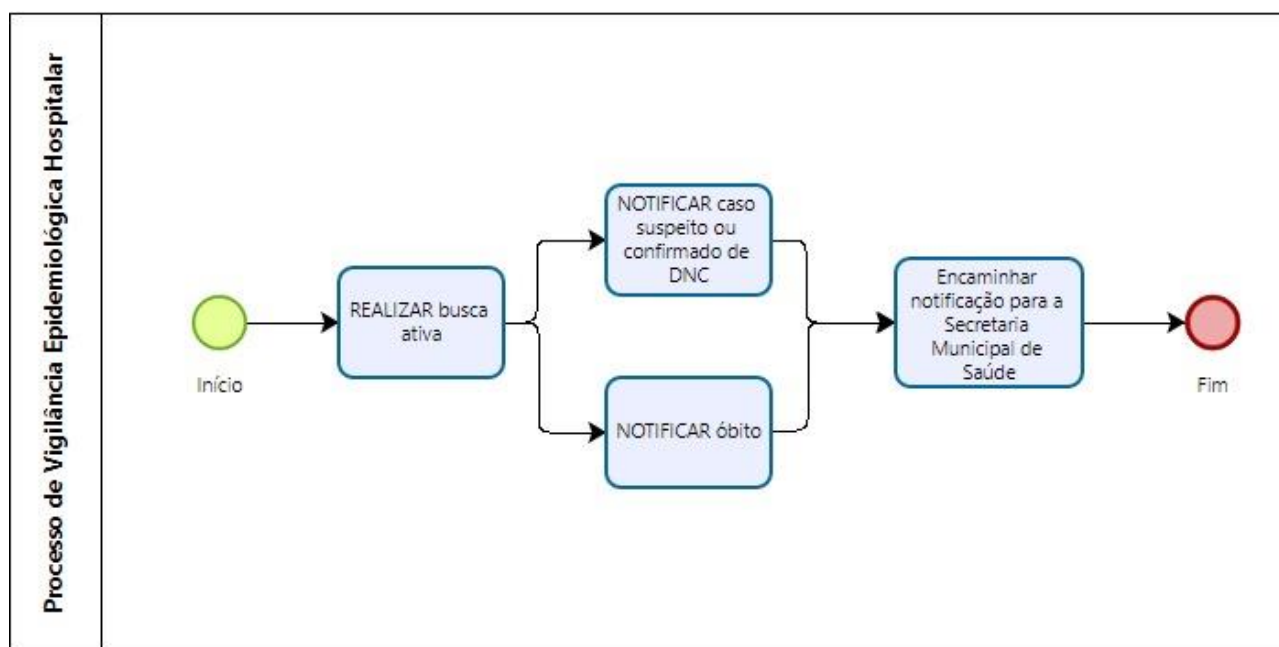 Processo de Vigilância Epidemiológica Hospitalar
Início
REALIZAR busca
ativa
NOTIFICAR caso
suspeito ou
confirmado de
DNC
NOTIFICAR óbito
Encaminhar
notificação para a
Secretaria
Municipal de
Saúde
Fim